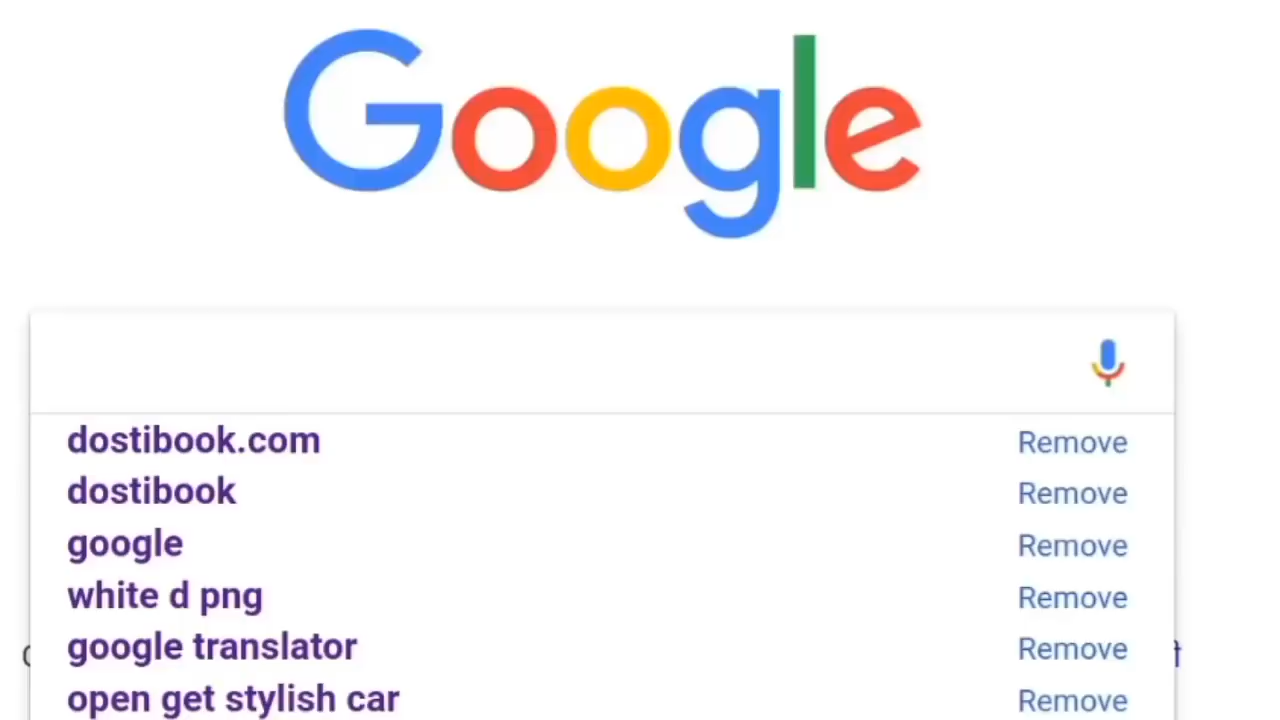 Google
dostibook.com Remove
dostibook Remove
google Remove
white d png Remove
google translator Remove
open get stylish car Remove